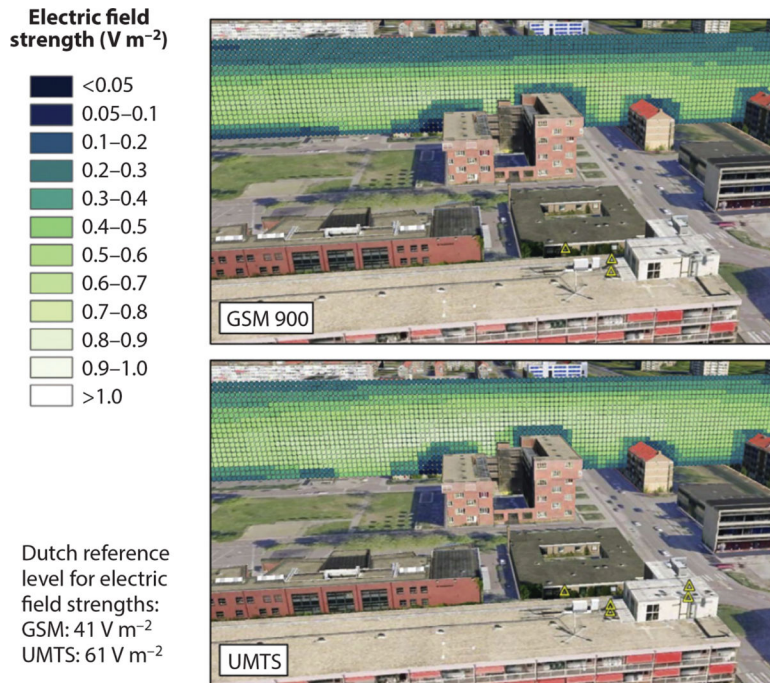 Electric field
strength (V m⁻²)
<0.05
0.05–0.1
0.1–0.2
0.2–0.3
0.3–0.4
0.4–0.5
0.5–0.6
0.6–0.7
0.7–0.8
0.8–0.9
0.9–1.0
>1.0
GSM 900
Dutch reference
level for electric
field strengths:
GSM: 41 V m⁻²
UMTS: 61 V m⁻²
UMTS